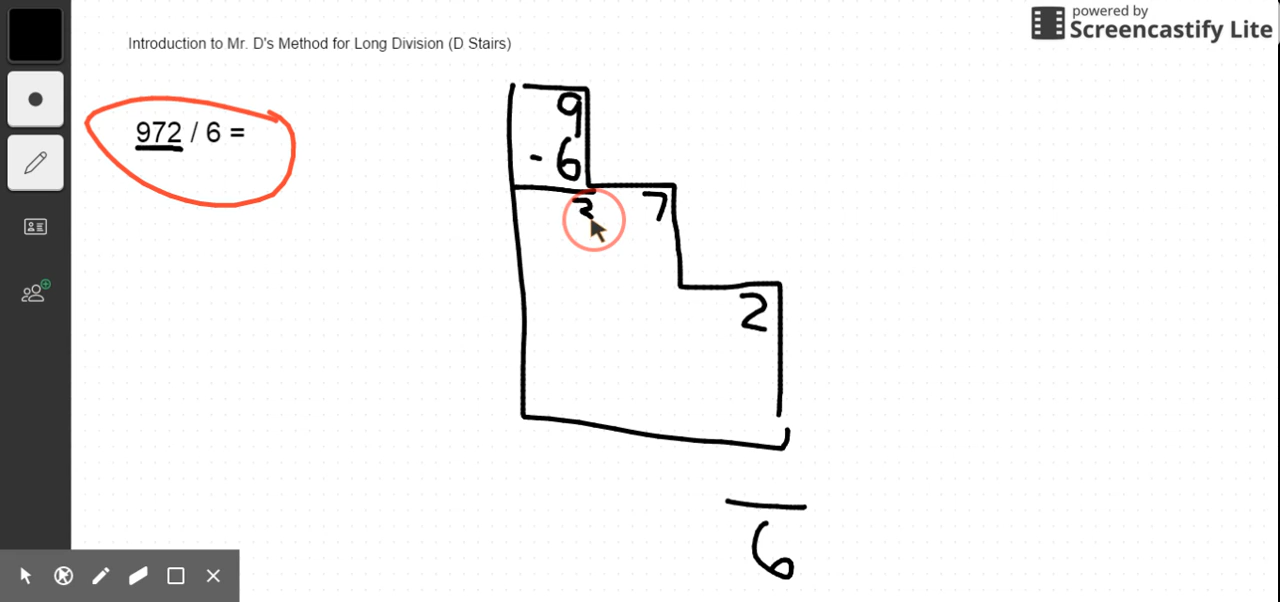 powered by
Screencastify Lite
Introduction to Mr. D's Method for Long Division (D Stairs)
972 / 6 =
9
- 6
3 7
2
6